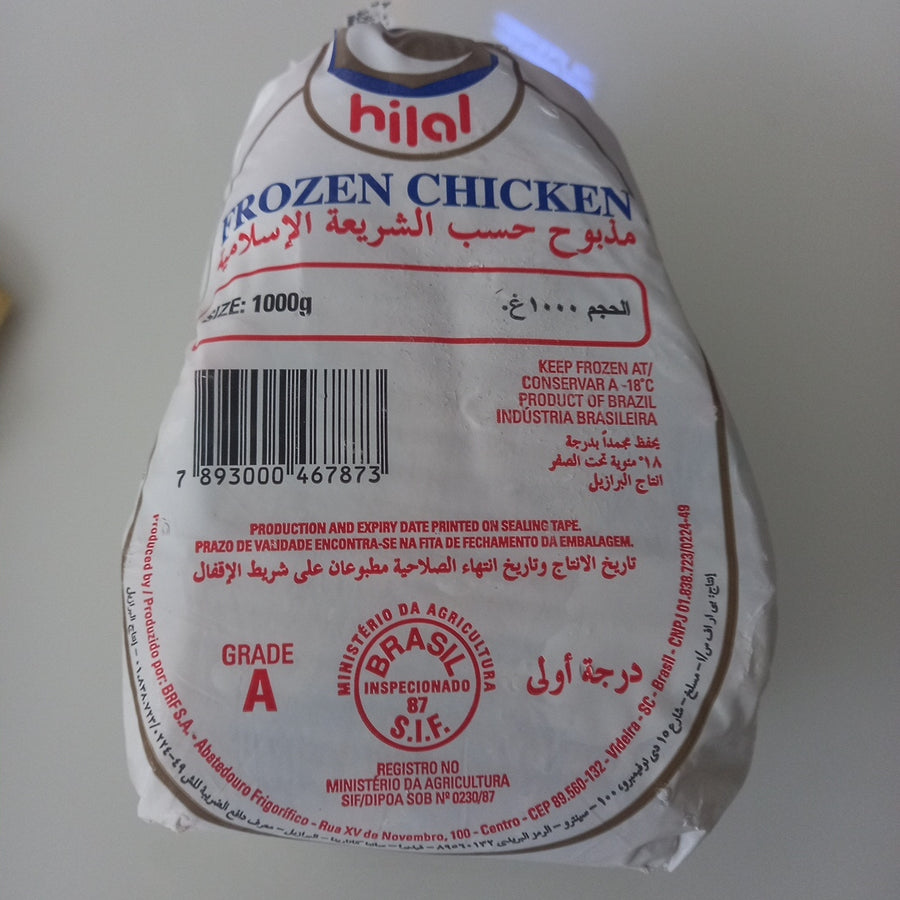 hilal
FROZEN CHICKEN
مذبوح حسب الشريعة الإسلامية
SIZE: 1000g
الحجم ١٠٠٠ غ.
7 893000 467873
KEEP FROZEN AT/
CONSERVAR A -18°C
PRODUCT OF BRAZIL
INDÚSTRIA BRASILEIRA
يحفظ مجمداً بدرجة
١٨° مئوية تحت الصفر
انتاج البرازيل
PRODUCTION AND EXPIRY DATE PRINTED ON SEALING TAPE.
PRAZO DE VALIDADE ENCONTRA-SE NA FITA DE FECHAMENTO DA EMBALAGEM.
تاريخ الانتاج وتاريخ انتهاء الصلاحية مطبوعان على شريط الإقفال
GRADE
A
MINISTÉRIO DA AGRICULTURA
BRASIL
INSPECIONADO
87
S.I.F.
درجة أولى
REGISTRO NO
MINISTÉRIO DA AGRICULTURA
SIF/DIPOA SOB Nº 0230/87
Produced by / Produzido por: BRF S.A. - Abatedouro Frigorífico - Rua XV de Novembro, 100 - Centro - CEP 89.560-132 - Videira - SC - Brasil - CNPJ 01.838.723/0224-49